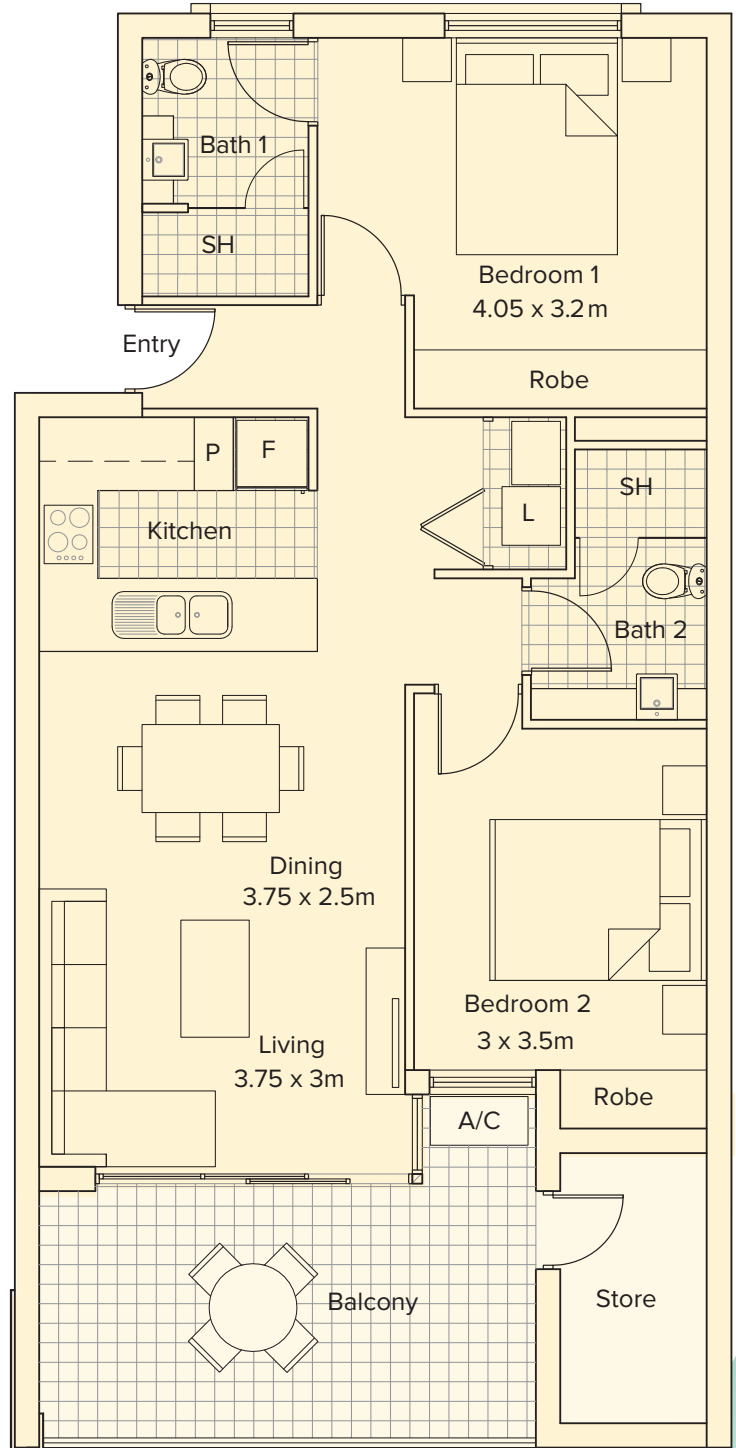 Bath 1
SH
Bedroom 1
4.05 x 3.2m
Entry
Robe
P
F
Kitchen
L
SH
Bath 2
Dining
3.75 x 2.5m
Living
3.75 x 3m
Bedroom 2
3 x 3.5m
Robe
A/C
Balcony
Store